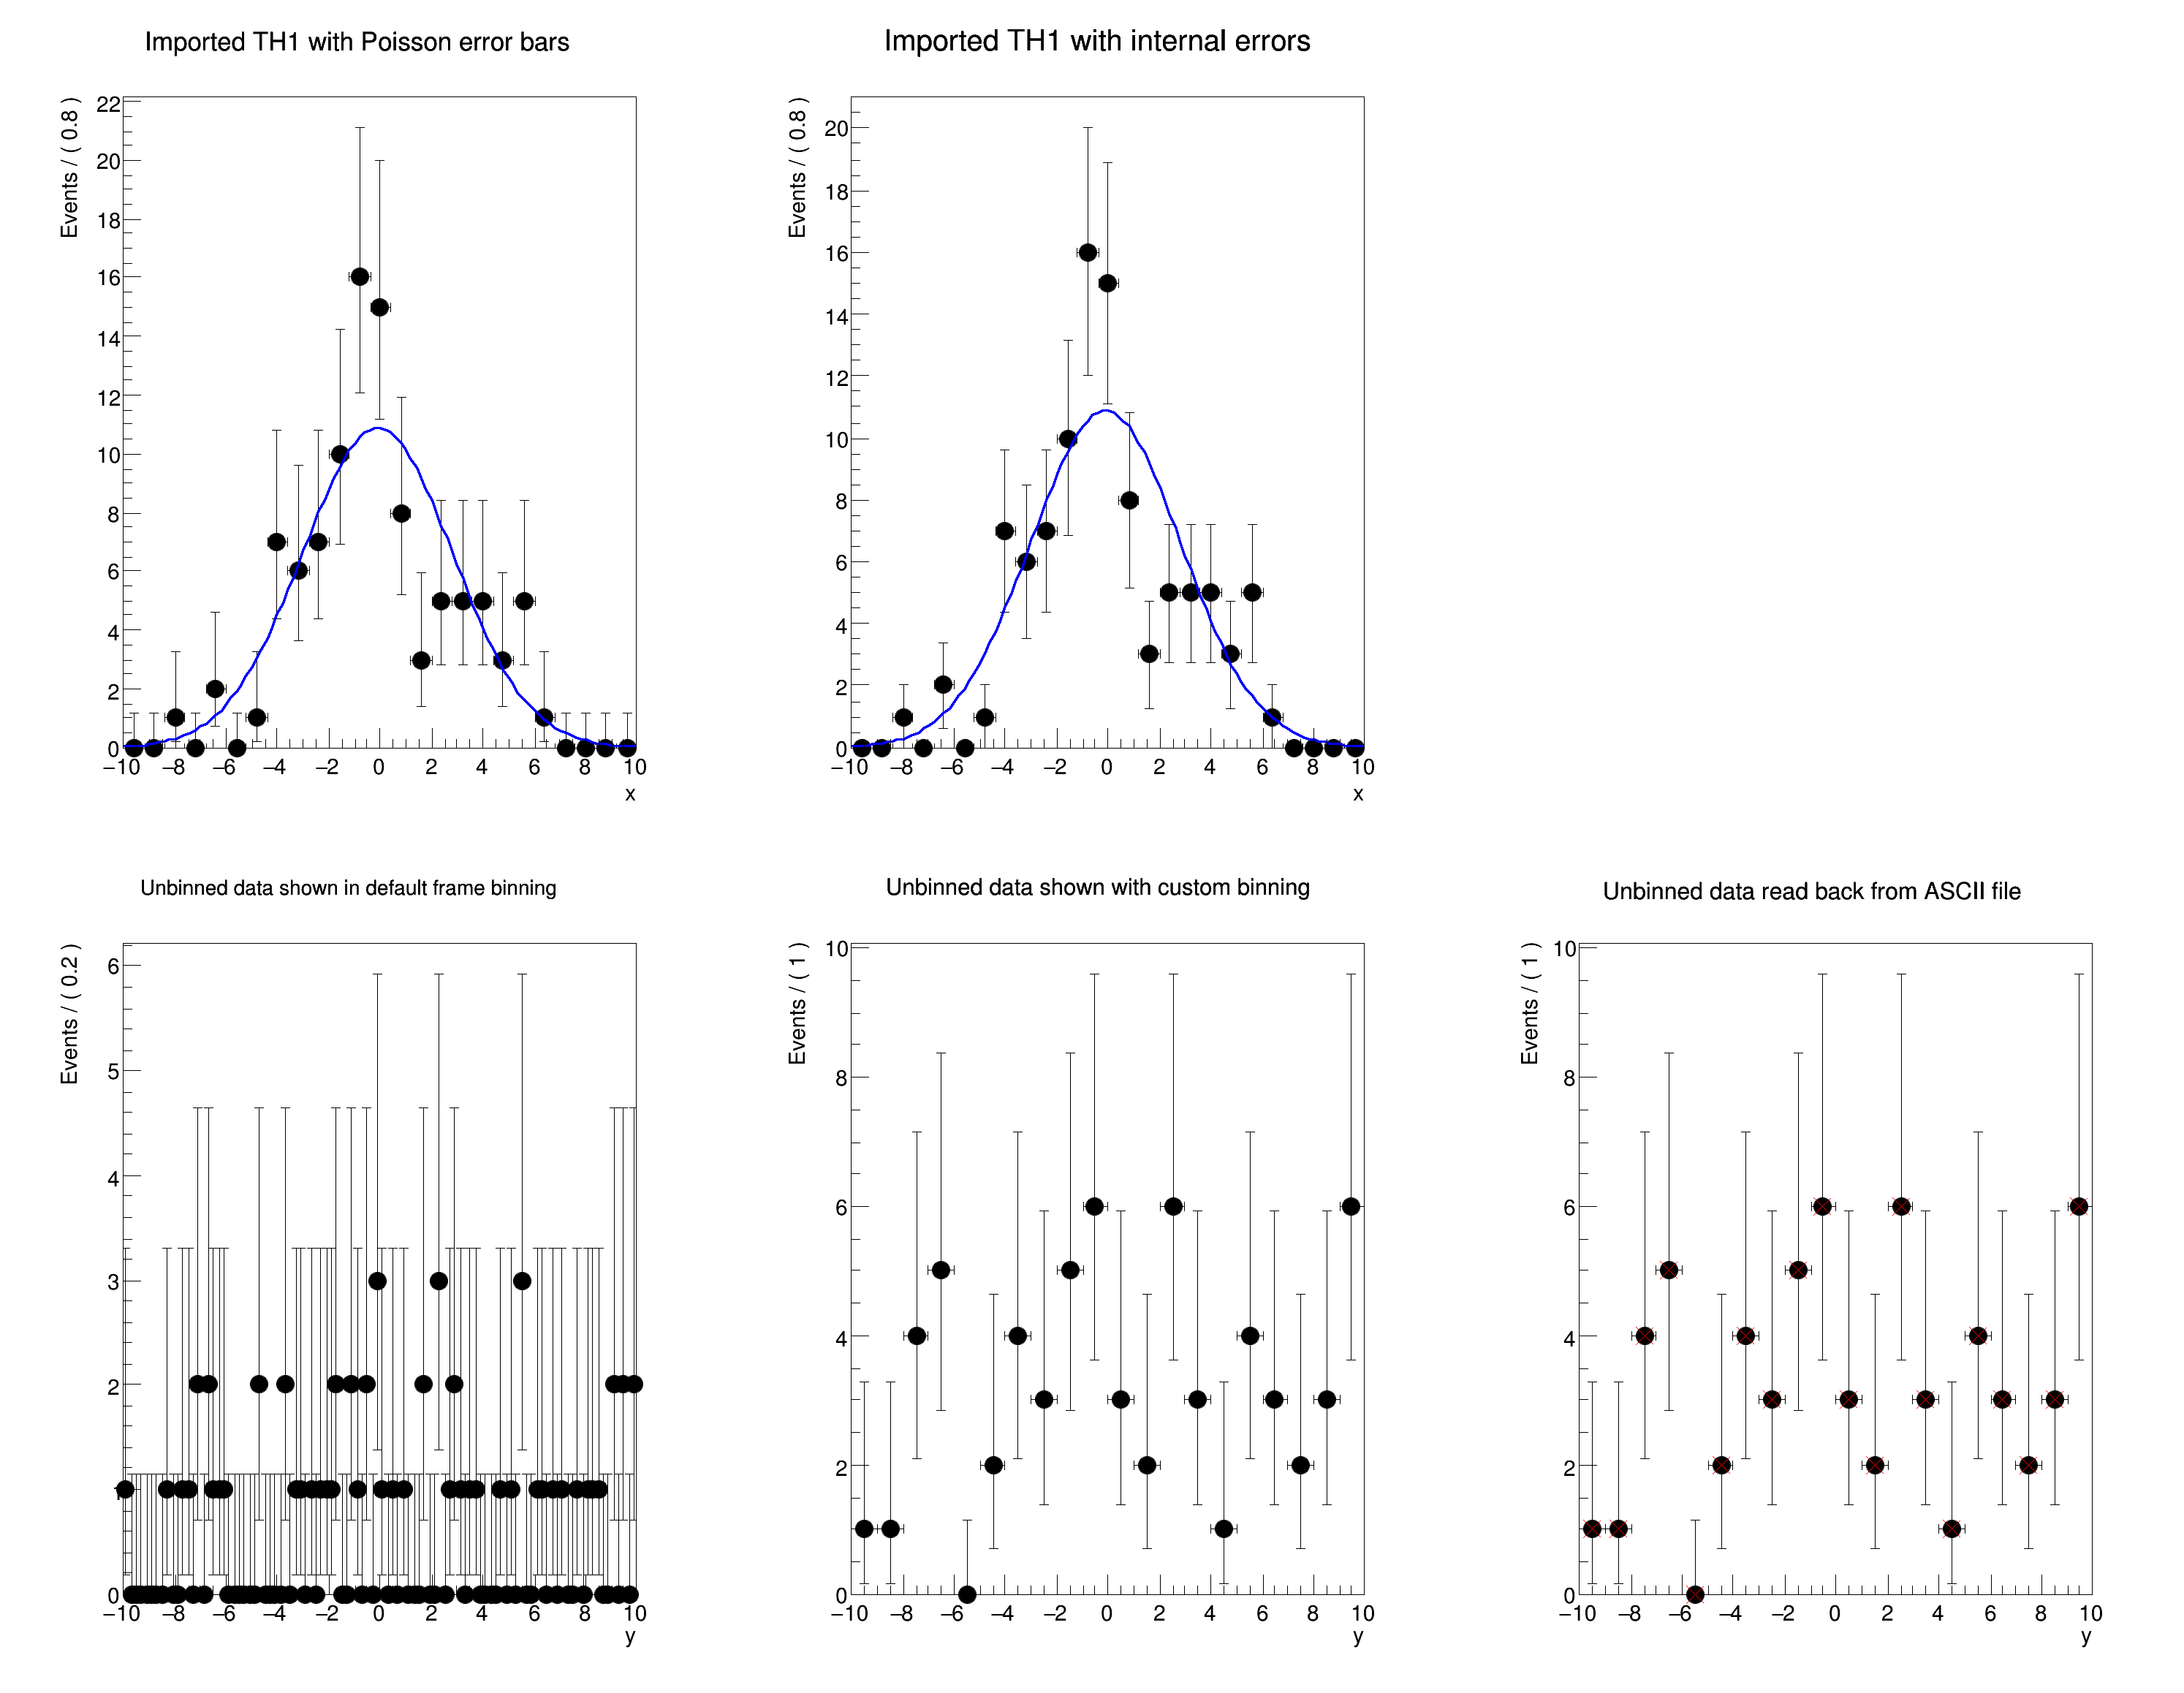 Imported TH1 with Poisson error bars
Events / ( 0.8 )
22
20
18
16
14
12
10
8
6
4
2
0
−10 −8 −6 −4 −2 0 2 4 6 8 10
x
Imported TH1 with internal errors
Events / ( 0.8 )
20
18
16
14
12
10
8
6
4
2
0
−10 −8 −6 −4 −2 0 2 4 6 8 10
x
Unbinned data shown in default frame binning
Events / ( 0.2 )
6
5
4
3
2
1
0
−10 −8 −6 −4 −2 0 2 4 6 8 10
y
Unbinned data shown with custom binning
Events / ( 1 )
10
8
6
4
2
0
−10 −8 −6 −4 −2 0 2 4 6 8 10
y
Unbinned data read back from ASCII file
Events / ( 1 )
10
8
6
4
2
0
−10 −8 −6 −4 −2 0 2 4 6 8 10
y